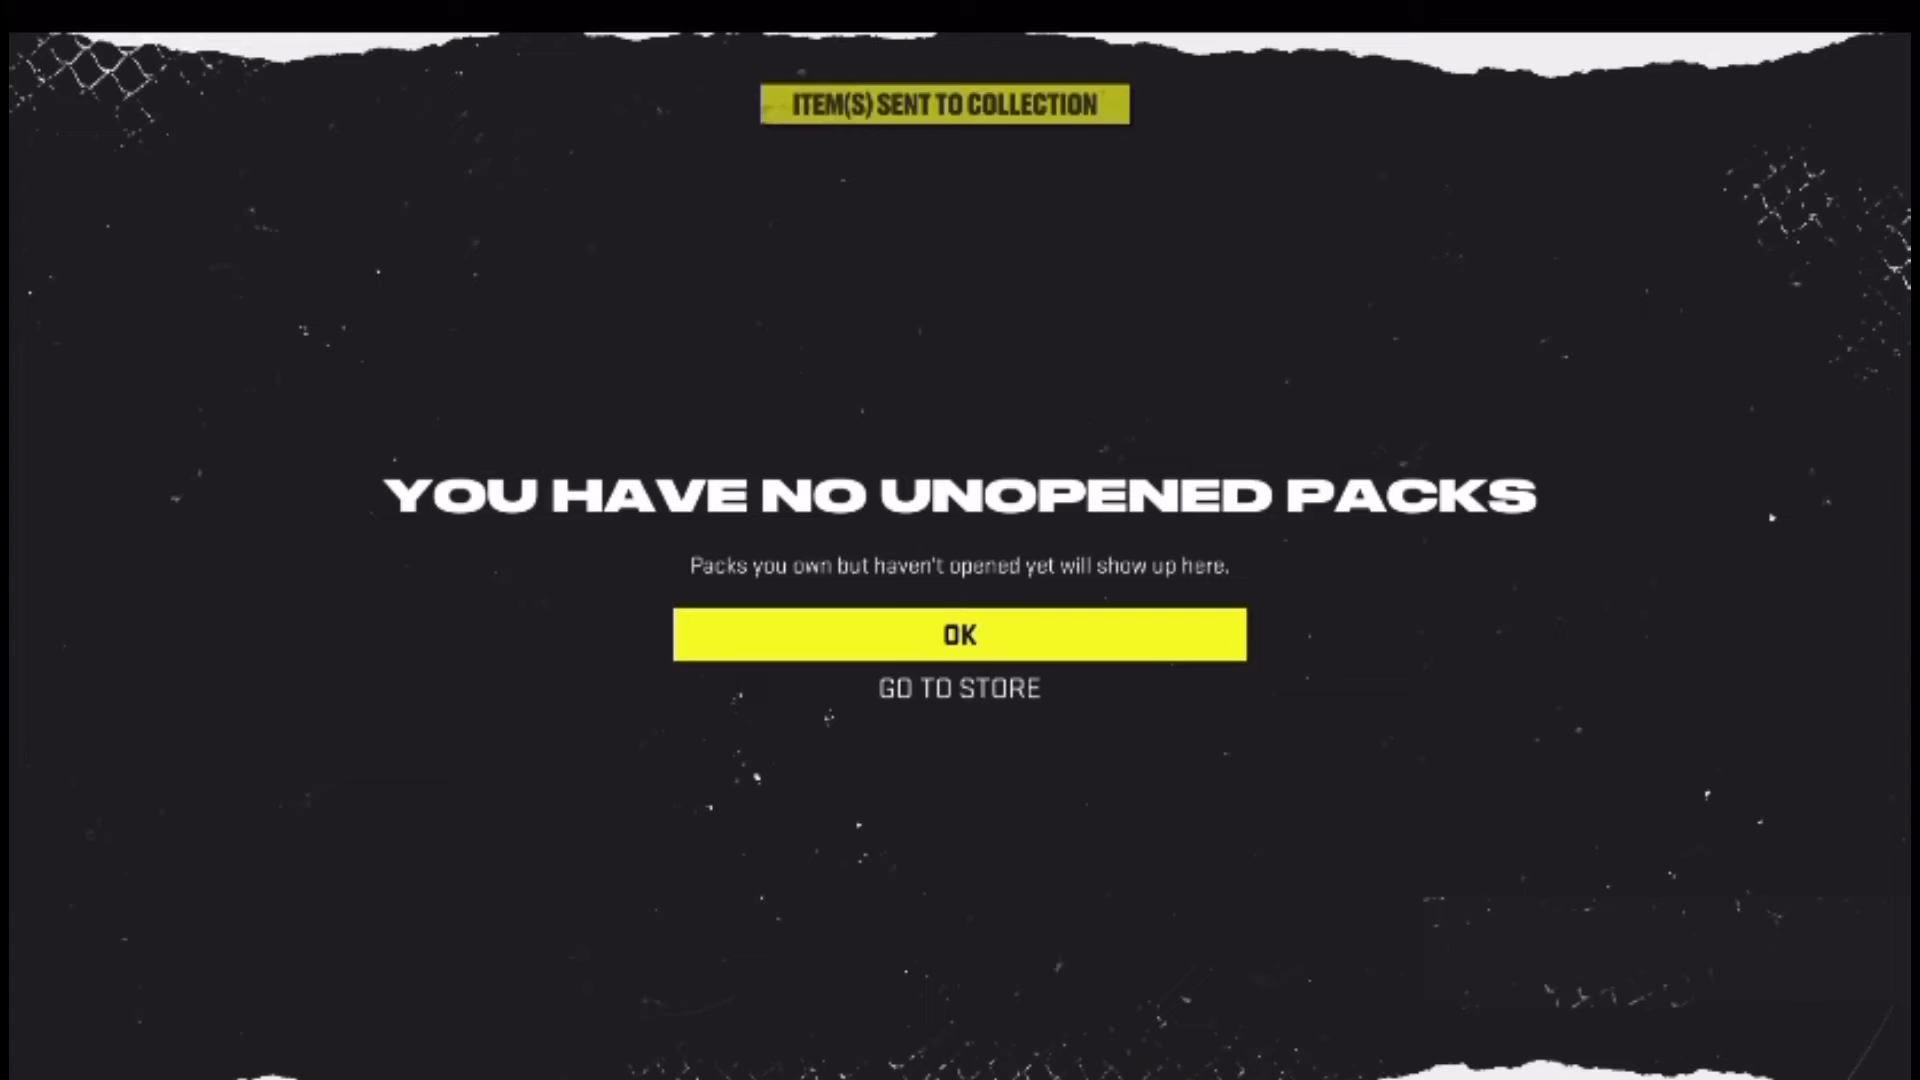 ITEM(S) SENT TO COLLECTION
YOU HAVE NO UNOPENED PACKS
Packs you own but haven't opened yet will show up here.
OK
GO TO STORE